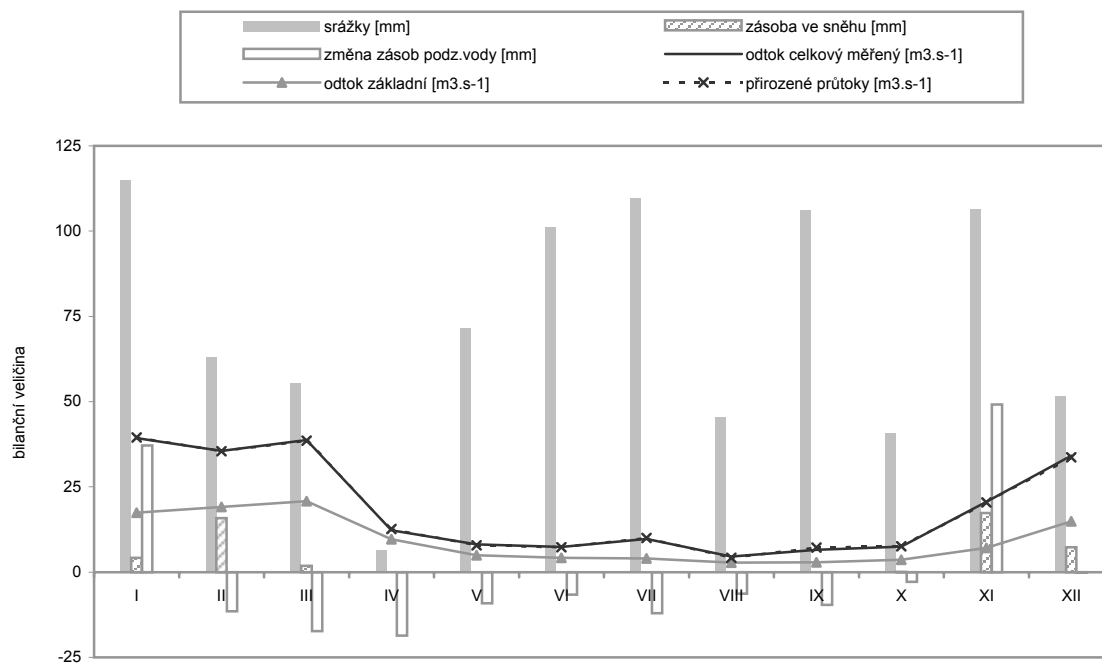 srážky [mm]
zásoba ve sněhu [mm]
změna zásob podz.vody [mm]
odtok celkový měřený [m3.s-1]
odtok základní [m3.s-1]
přirozené průtoky [m3.s-1]
bilanční veličina
125
100
75
50
25
0
-25
I II III IV V VI VII VIII IX X XI XII